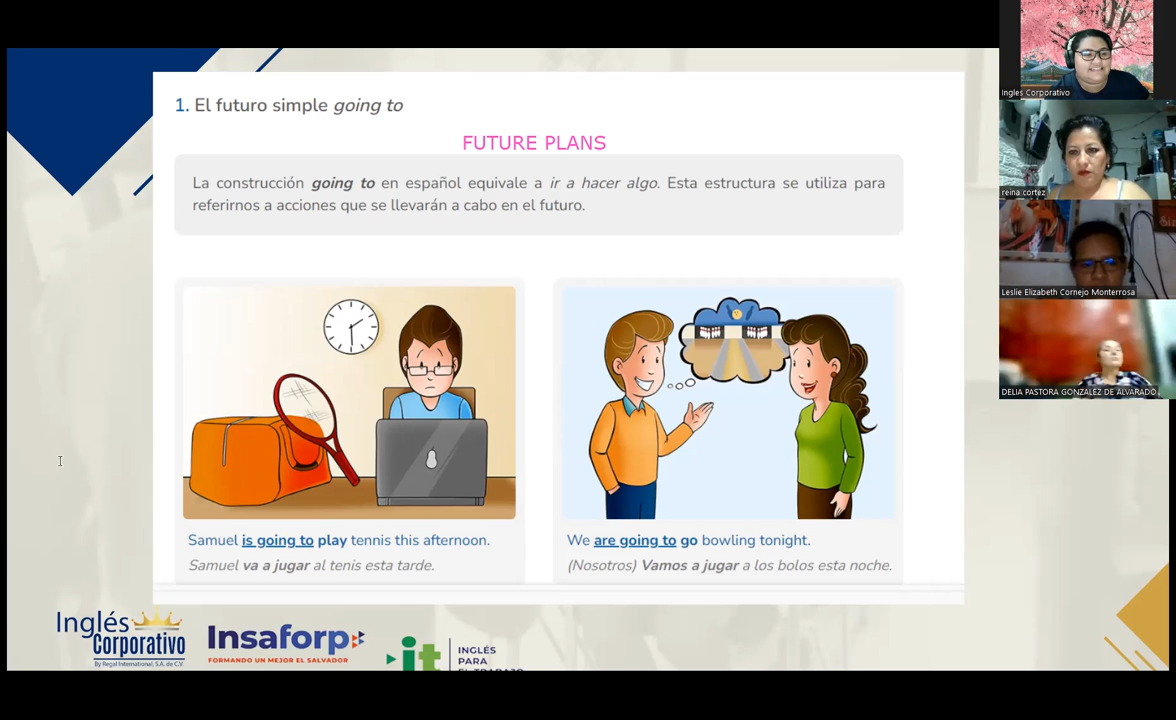 1. El futuro simple going to
FUTURE PLANS
La construcción going to en español equivale a ir a hacer algo. Esta estructura se utiliza para
referirnos a acciones que se llevarán a cabo en el futuro.
Samuel is going to play tennis this afternoon.
Samuel va a jugar al tenis esta tarde.
We are going to go bowling tonight.
(Nosotros) Vamos a jugar a los bolos esta noche.
Inglés
Corporativo
By Regal International, S.A. de C.V.
Insaforp
FORMANDO UN MEJOR EL SALVADOR
it
INGLÉS
PARA
EL TRABAJO
Ingles Corporativo
reina cortez
Leslie Elizabeth Cornejo Monterrosa
DELIA PASTORA GONZALEZ DE ALVARADO